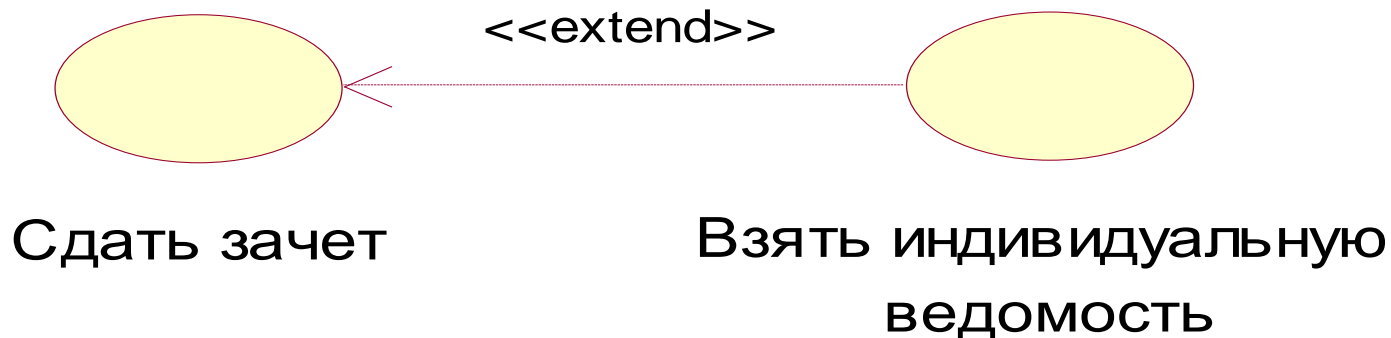 <<extend>>
Сдать зачет
Взять индивидуальную
ведомость